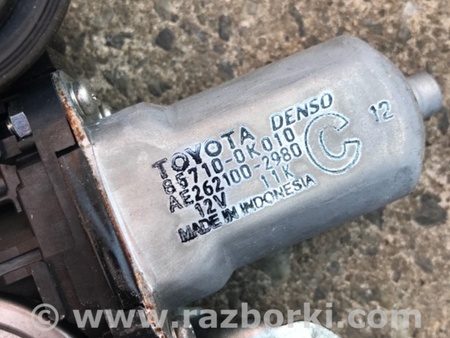 TOYOTA DENSO
85710-0K010
AE262100-2980
12V 11K
MADE IN INDONESIA
C
12
© www.razborki.com